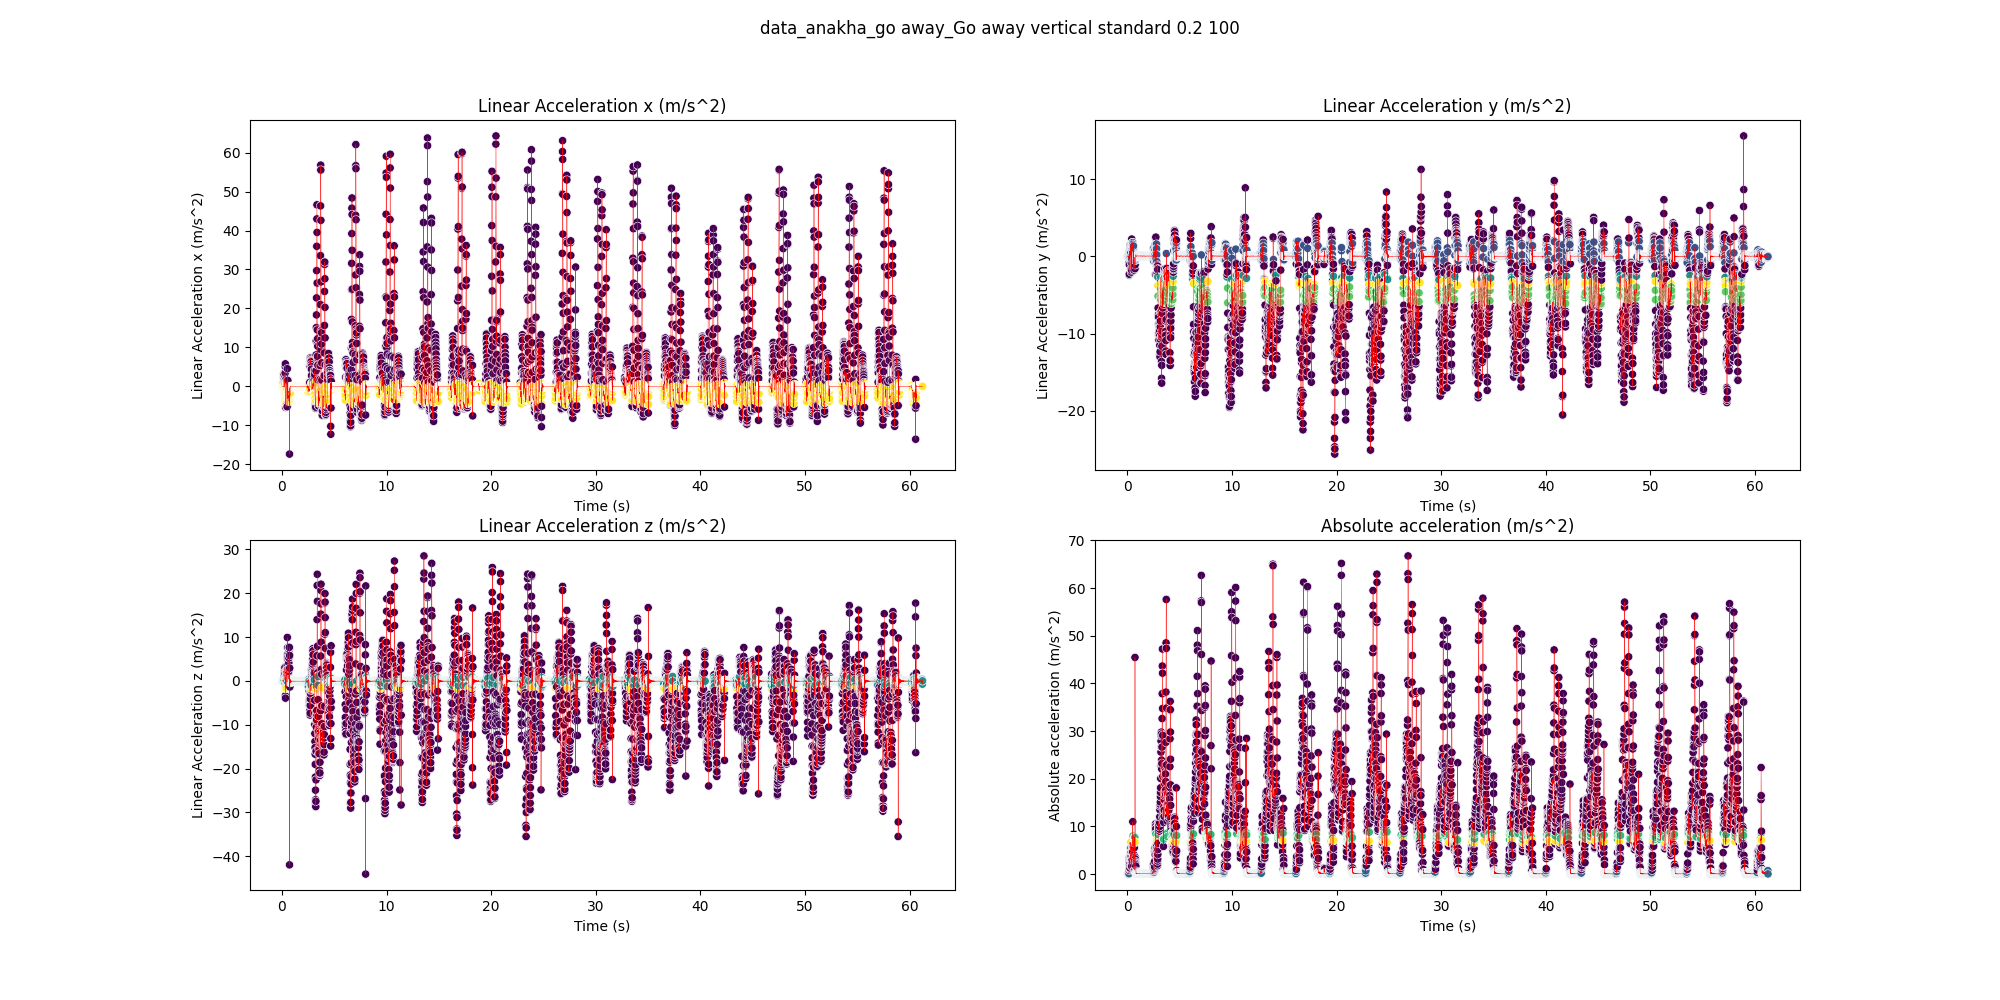 data_anakha_go away_Go away vertical standard 0.2 100
Linear Acceleration x (m/s^2)
Linear Acceleration x (m/s^2)
60
50
40
30
20
10
0
−10
−20
0 10 20 30 40 50 60
Time (s)
Linear Acceleration y (m/s^2)
Linear Acceleration y (m/s^2)
10
0
−10
−20
0 10 20 30 40 50 60
Time (s)
Linear Acceleration z (m/s^2)
Linear Acceleration z (m/s^2)
30
20
10
0
−10
−20
−30
−40
0 10 20 30 40 50 60
Time (s)
Absolute acceleration (m/s^2)
Absolute acceleration (m/s^2)
70
60
50
40
30
20
10
0
0 10 20 30 40 50 60
Time (s)